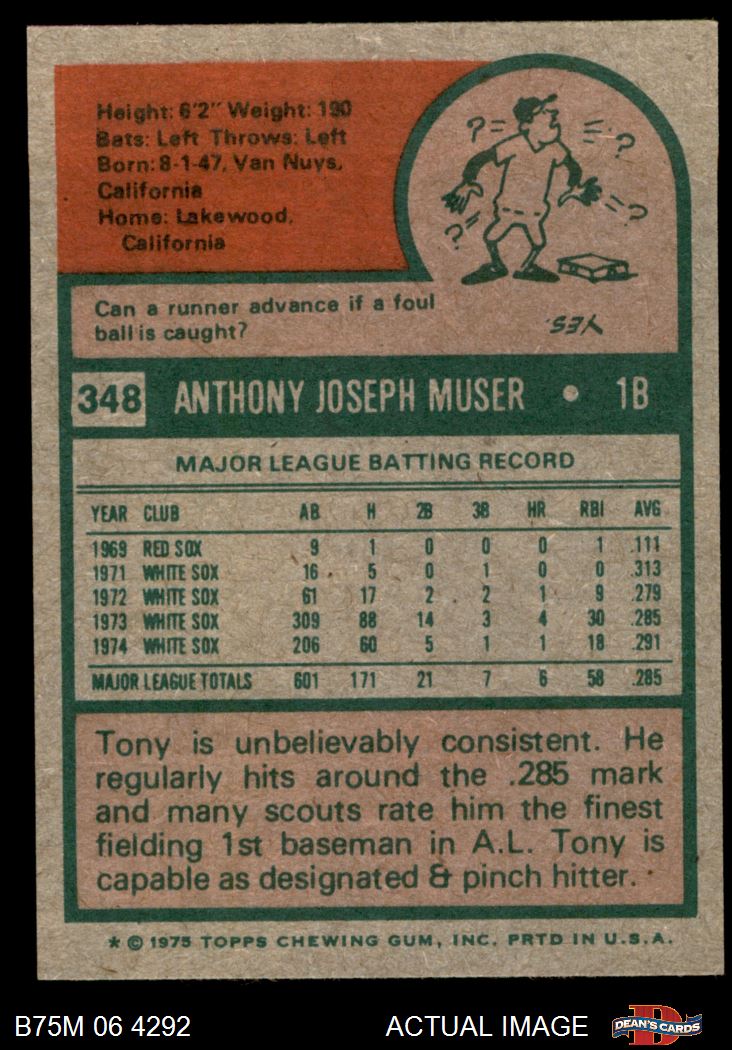 Height: 6'2" Weight: 190
Bats: Left Throws: Left
Born: 8-1-47, Van Nuys,
California
Home: Lakewood,
California
? = = ?
? = ?
Can a runner advance if a foul
ball is caught?
YES.
348 ANTHONY JOSEPH MUSER • 1B
MAJOR LEAGUE BATTING RECORD
YEAR CLUB AB H 2B 3B HR RBI AVG
1969 RED SOX 9 1 0 0 0 1 .111
1971 WHITE SOX 16 5 0 1 0 0 .313
1972 WHITE SOX 61 17 2 2 1 9 .279
1973 WHITE SOX 309 88 14 3 4 30 .285
1974 WHITE SOX 206 60 5 1 1 18 .291
MAJOR LEAGUE TOTALS 601 171 21 7 6 58 .285
Tony is unbelievably consistent. He
regularly hits around the .285 mark
and many scouts rate him the finest
fielding 1st baseman in A.L. Tony is
capable as designated & pinch hitter.
* © 1975 TOPPS CHEWING GUM, INC. PRTD IN U.S.A.
B75M 06 4292 ACTUAL IMAGE D DEAN'S CARDS